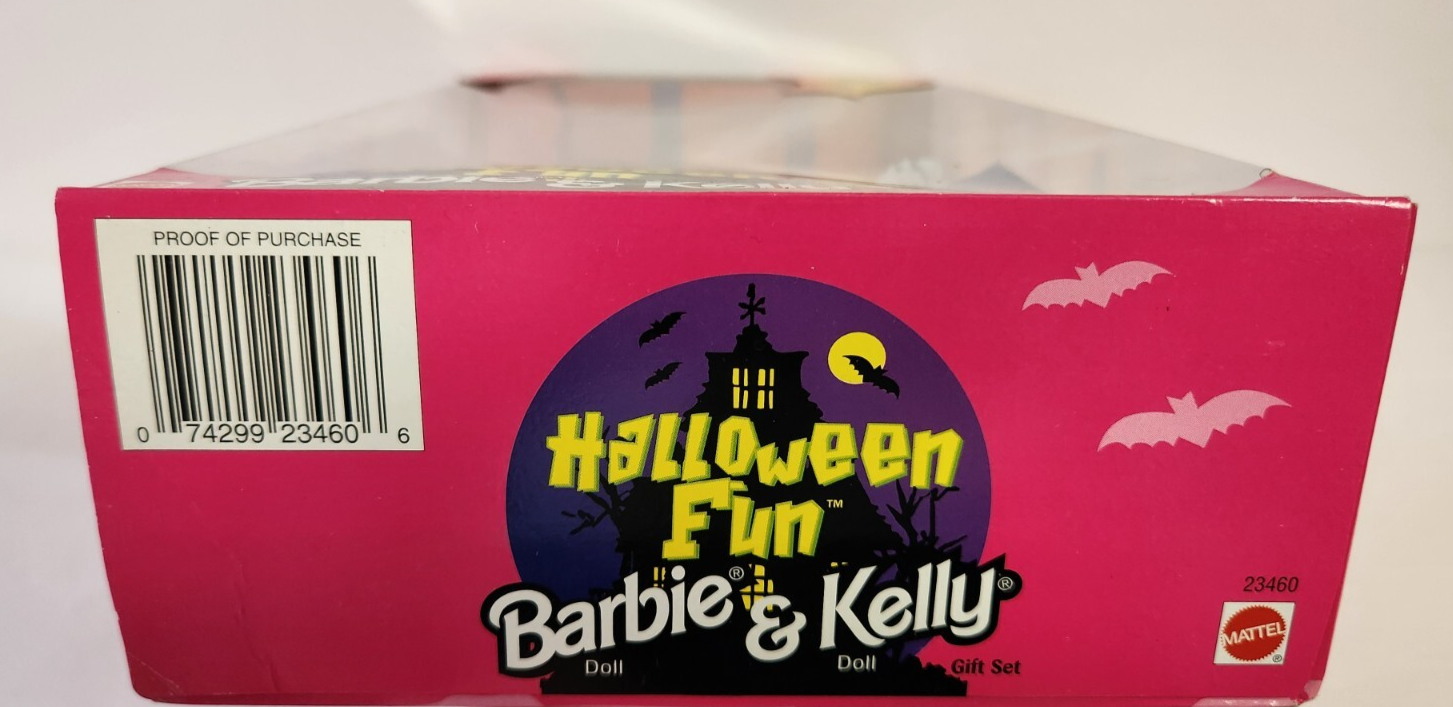 PROOF OF PURCHASE
0 74299 23460 6
Halloween
Fun™
Barbie® & Kelly®
Doll Doll Gift Set
23460
MATTEL®